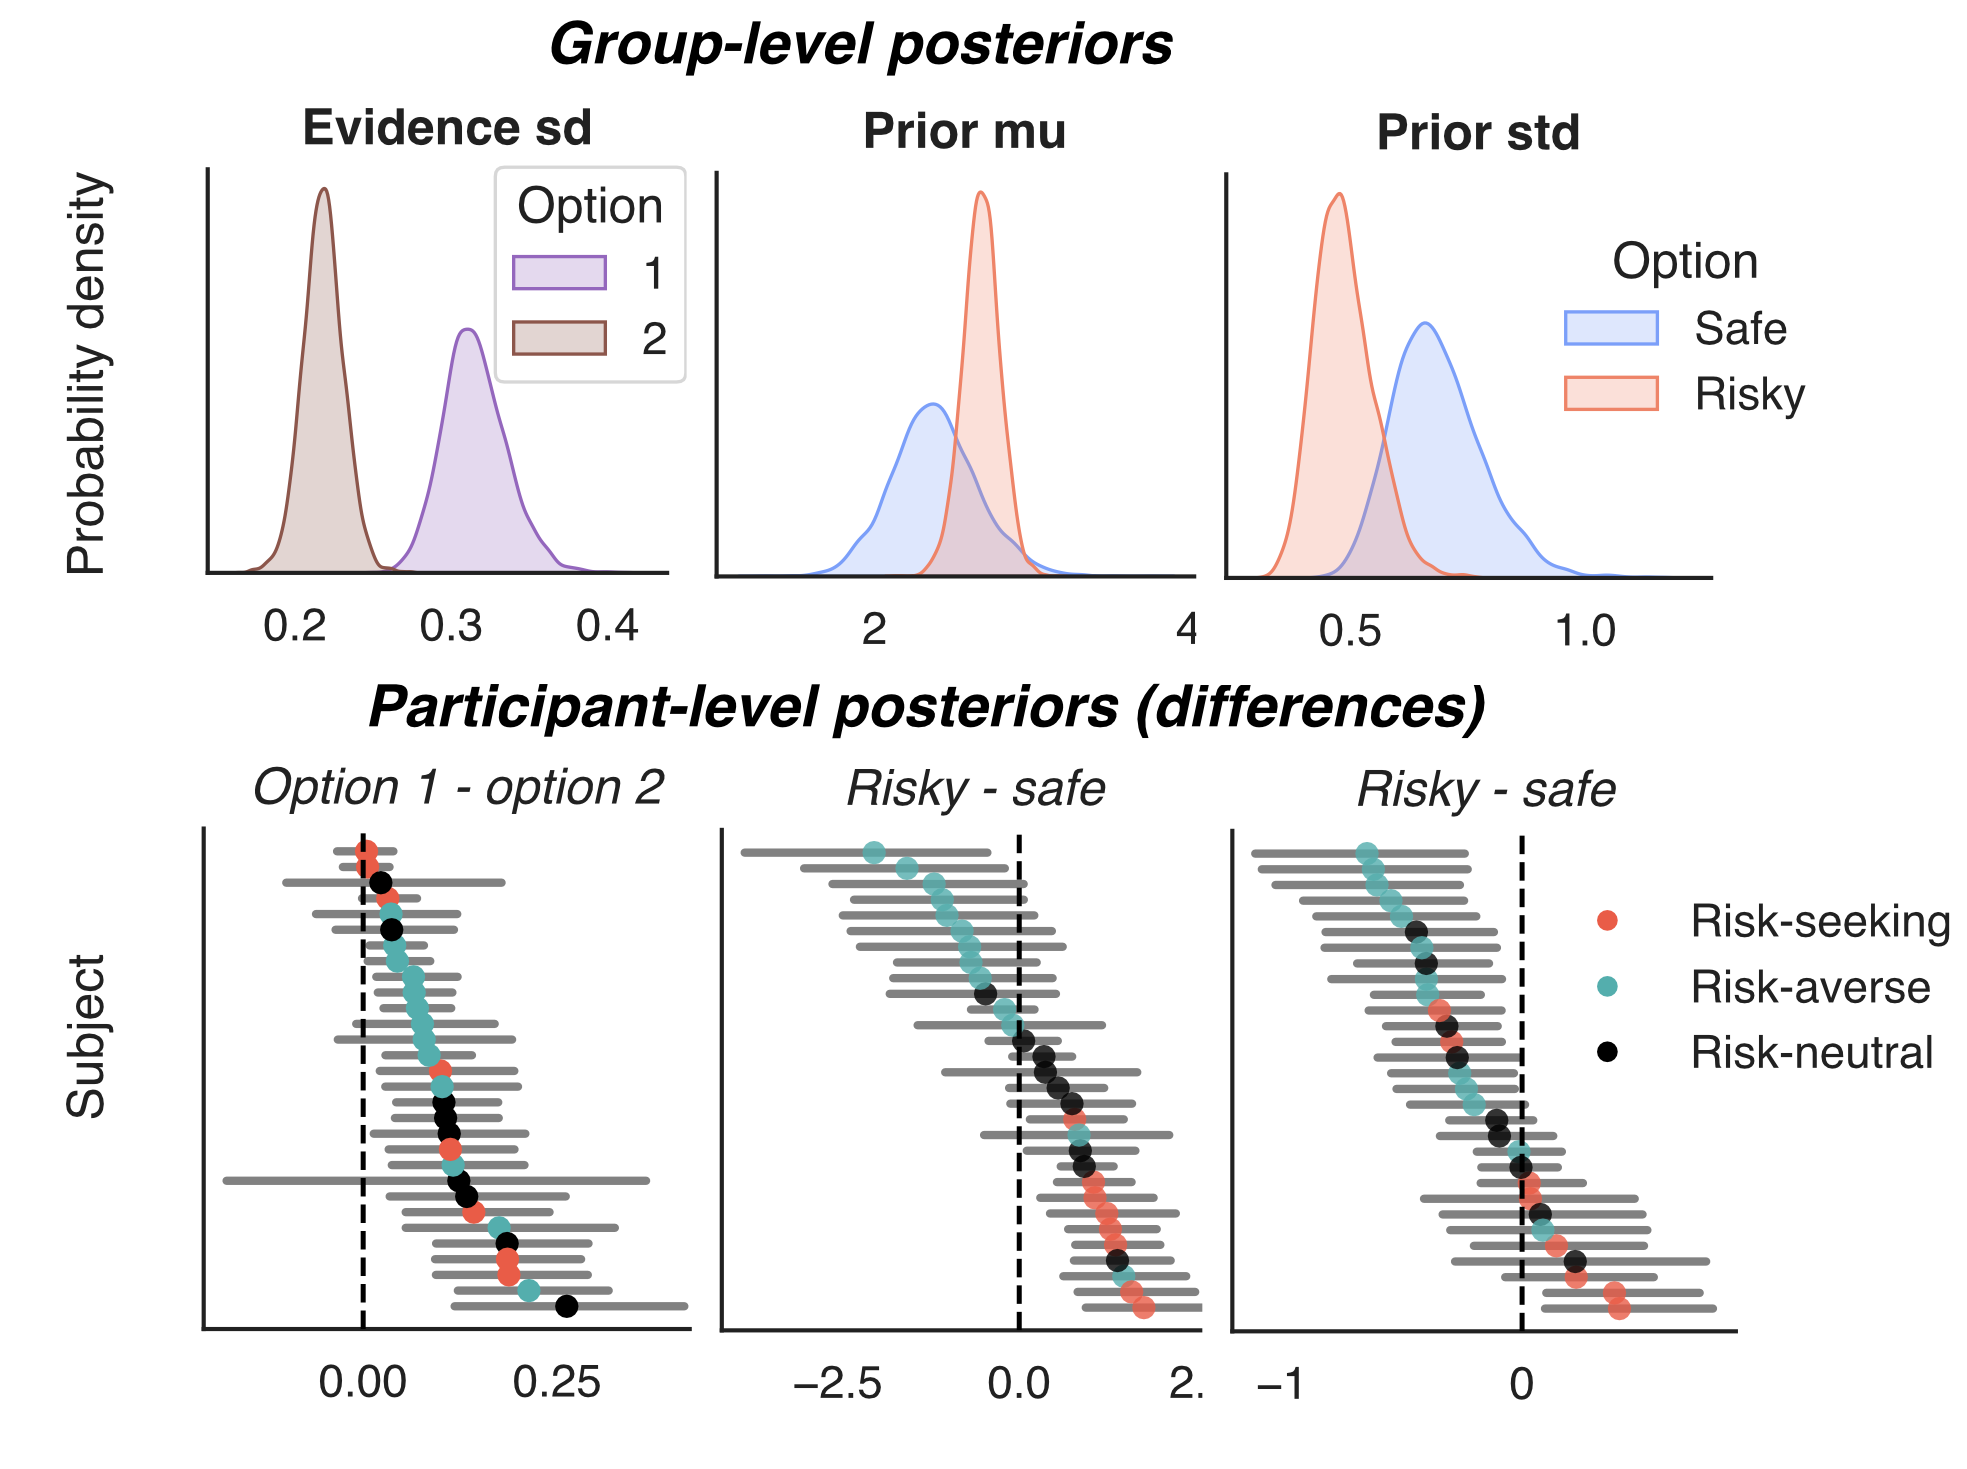 Group-level posteriors
Evidence sd
Prior mu
Prior std
Probability density
Option
1
2
Option
Safe
Risky
0.2 0.3 0.4
2 4
0.5 1.0
Participant-level posteriors (differences)
Option 1 - option 2
Risky - safe
Risky - safe
Subject
Risk-seeking
Risk-averse
Risk-neutral
0.00 0.25
−2.5 0.0 2.
−1 0